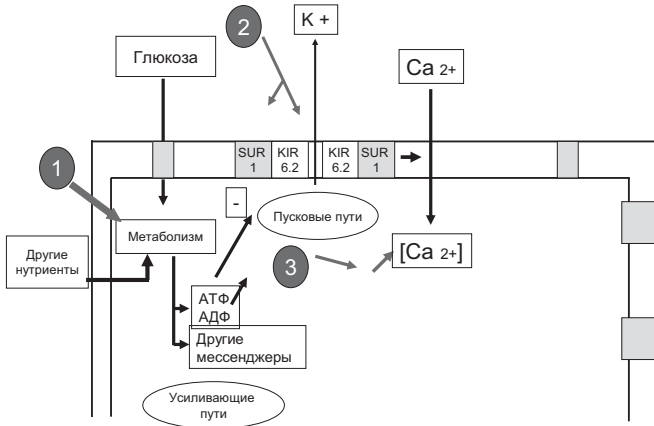 2
K +
Глюкоза
Ca 2+
SUR
1
KIR
6.2
KIR
6.2
SUR
1
1
-
Пусковые пути
Метаболизм
Другие
нутриенты
3
[Ca 2+]
АТФ
АДФ
Другие
мессенджеры
Усиливающие
пути